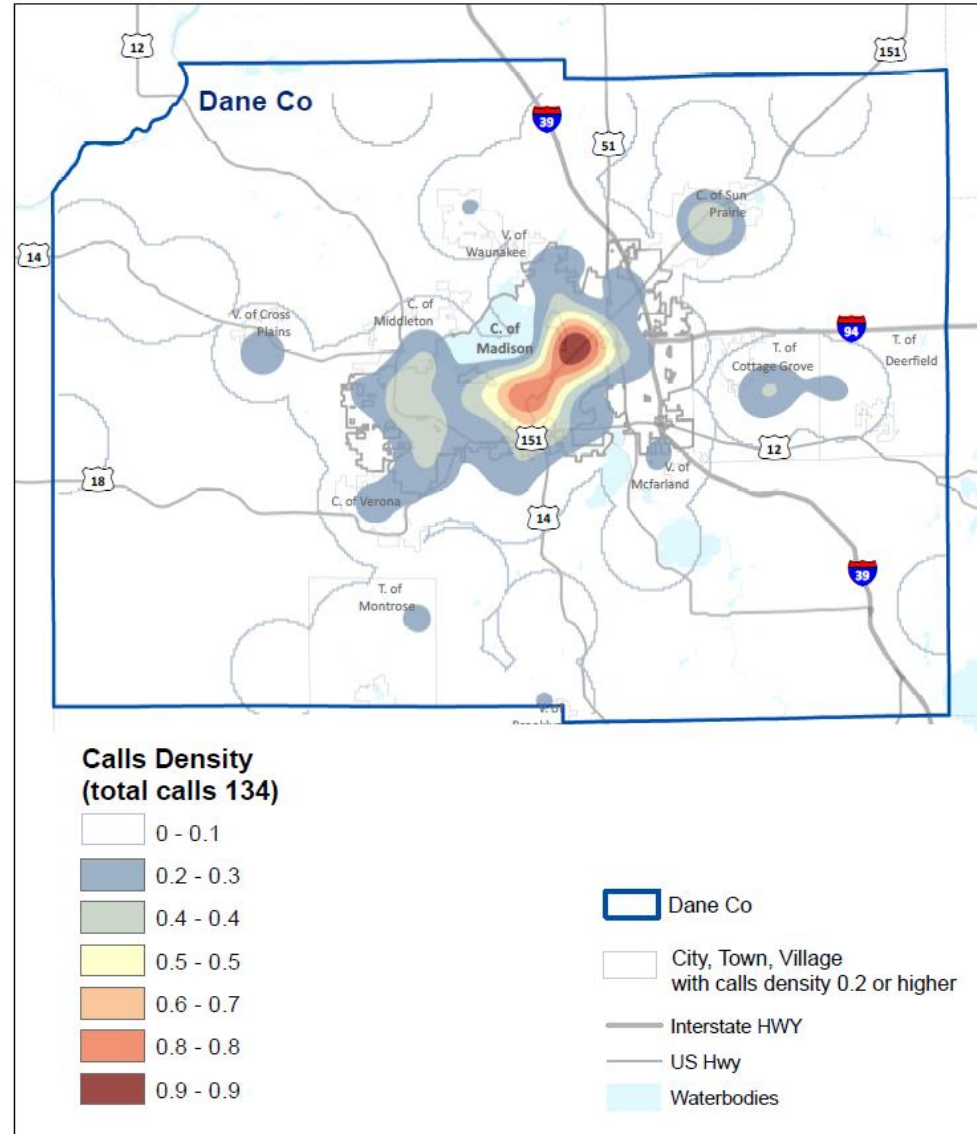 12
151
Dane Co
39
51
C. of Sun
Prairie
V. of
Waunakee
14
V. of Cross
Plains
C. of
Middleton
C. of
Madison
94
T. of
Cottage Grove
T. of
Deerfield
151
12
18
C. of Verona
V. of
Mcfarland
14
39
T. of
Montrose
V. of
Calls Density
(total calls 134)
0 - 0.1
0.2 - 0.3
0.4 - 0.4
0.5 - 0.5
0.6 - 0.7
0.8 - 0.8
0.9 - 0.9
Dane Co
City, Town, Village
with calls density 0.2 or higher
Interstate HWY
US Hwy
Waterbodies